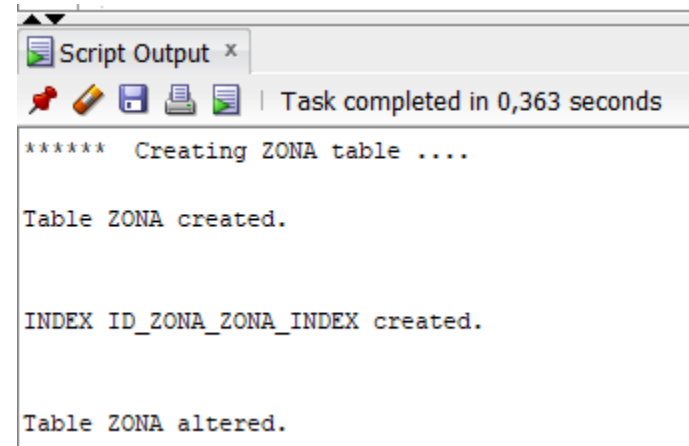 Script Output ×
Task completed in 0,363 seconds
****** Creating ZONA table ....
Table ZONA created.
INDEX ID_ZONA_ZONA_INDEX created.
Table ZONA altered.